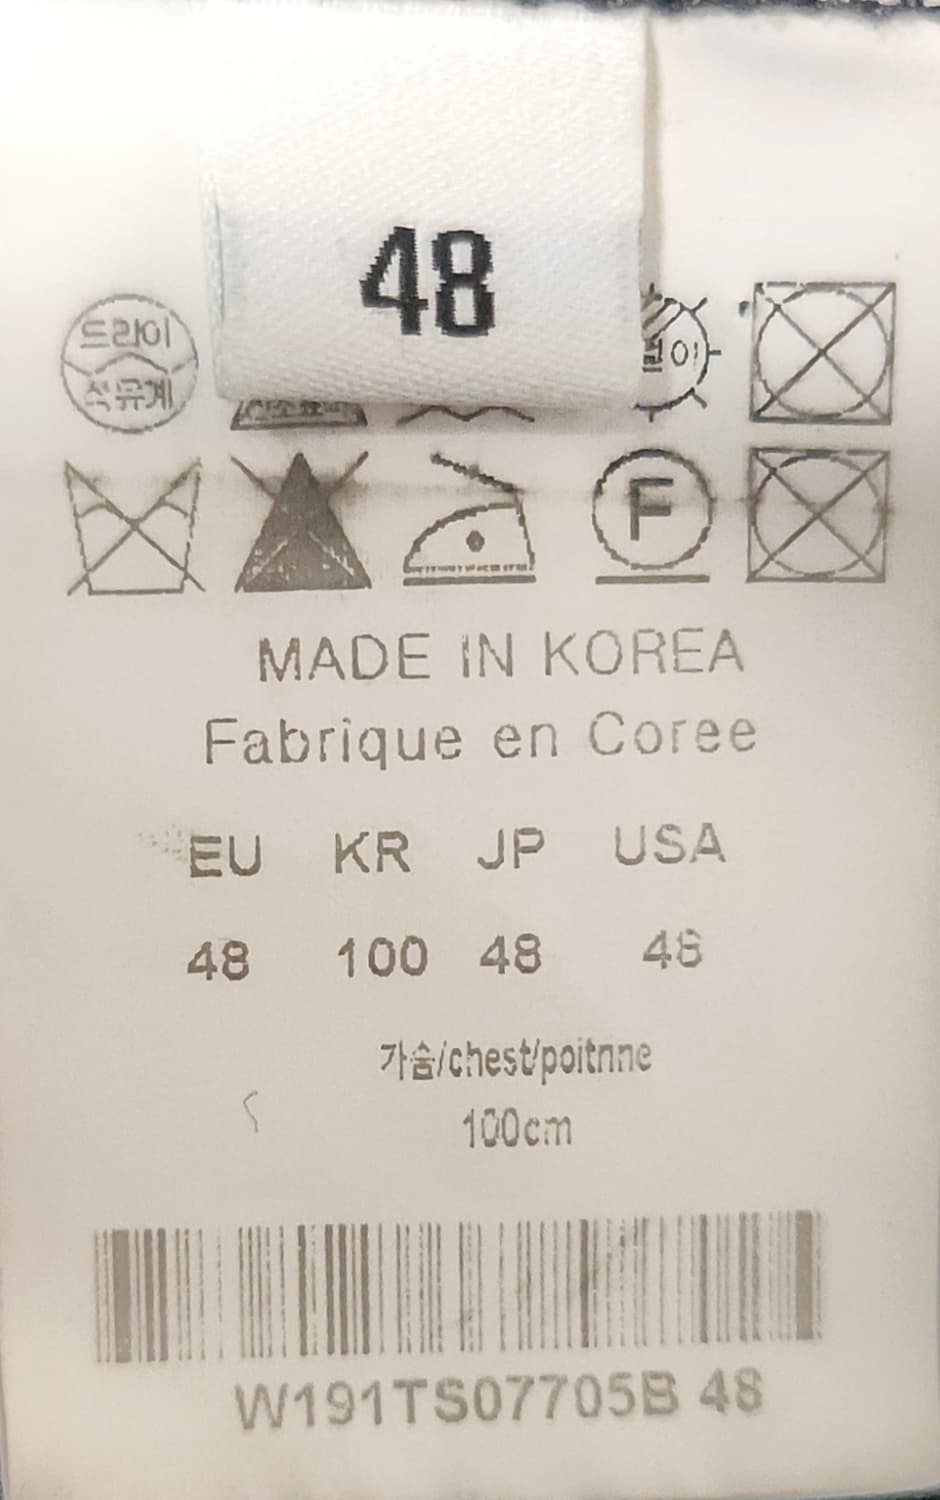 48
드라이
석유계
F
MADE IN KOREA
Fabrique en Coree
EU KR JP USA
48 100 48 48
가슴/chest/poitnne
100cm
W191TS07705B 48